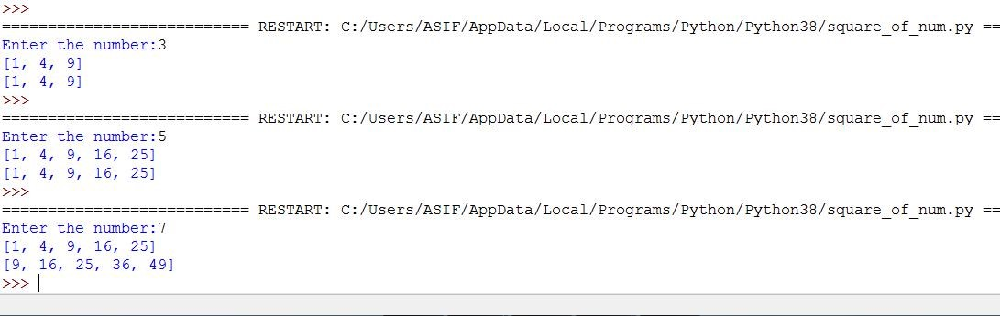 >>>
=========================== RESTART: C:/Users/ASIF/AppData/Local/Programs/Python/Python38/square_of_num.py ==
Enter the number:3
[1, 4, 9]
[1, 4, 9]
>>>
=========================== RESTART: C:/Users/ASIF/AppData/Local/Programs/Python/Python38/square_of_num.py ==
Enter the number:5
[1, 4, 9, 16, 25]
[1, 4, 9, 16, 25]
>>>
=========================== RESTART: C:/Users/ASIF/AppData/Local/Programs/Python/Python38/square_of_num.py ==
Enter the number:7
[1, 4, 9, 16, 25]
[9, 16, 25, 36, 49]
>>>